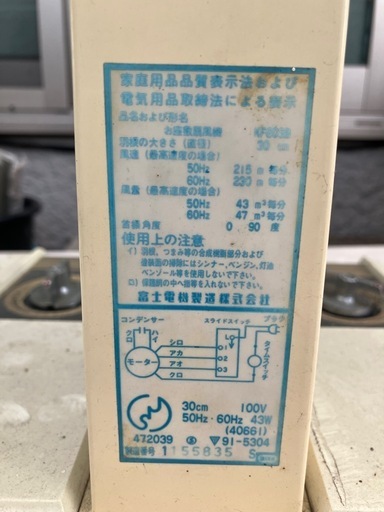 家庭用品品質表示法および
電気用品取締法による表示
品名および形名
お座敷扇風機
羽根の大きさ(直径) 30 cm
風速(最高速度の場合)
50Hz 215 m 毎分
60Hz 230 m 毎分
風量(最高速度の場合)
50Hz 43 m³毎分
60Hz 47 m³毎分
首振角度 0 90 度
使用上の注意
イ)羽根、つまみ等の合成樹脂部分および
塗装面の掃除にはシンナー、ベンジン、灯油
ベンゾール等を使用しないで下さい。
ロ)保護網の中へ指等を入れないで下さい。
富士電機製造株式会社
コンデンサー スライドスイッチ プラグ
クロ ハイ
シロ
アカ
アオ
クロ
モーター
1
2
3
タイムスイッチ
30cm 100V
50Hz·60Hz 43W
(40661)
472039 ▽91-5304
製造番号 1155835 S